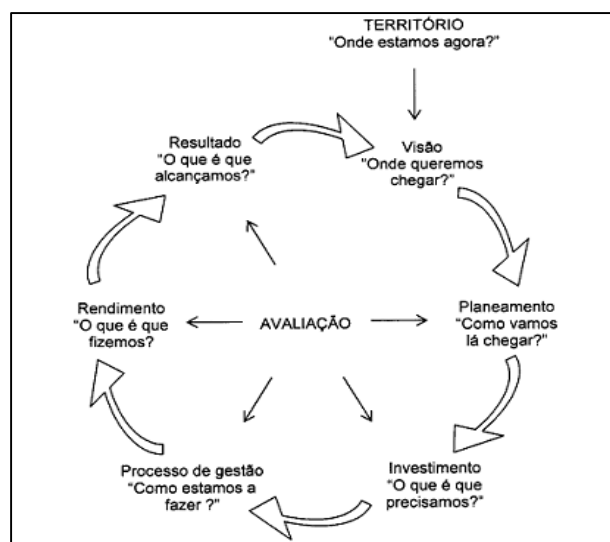 TERRITÓRIO
"Onde estamos agora?"
Visão
"Onde queremos
chegar?"
Planeamento
"Como vamos
lá chegar?"
Investimento
"O que é que
precisamos?"
Processo de gestão
"Como estamos a
fazer ?"
Rendimento
"O que é que
fizemos?
Resultado
"O que é que
alcançamos?"
AVALIAÇÃO